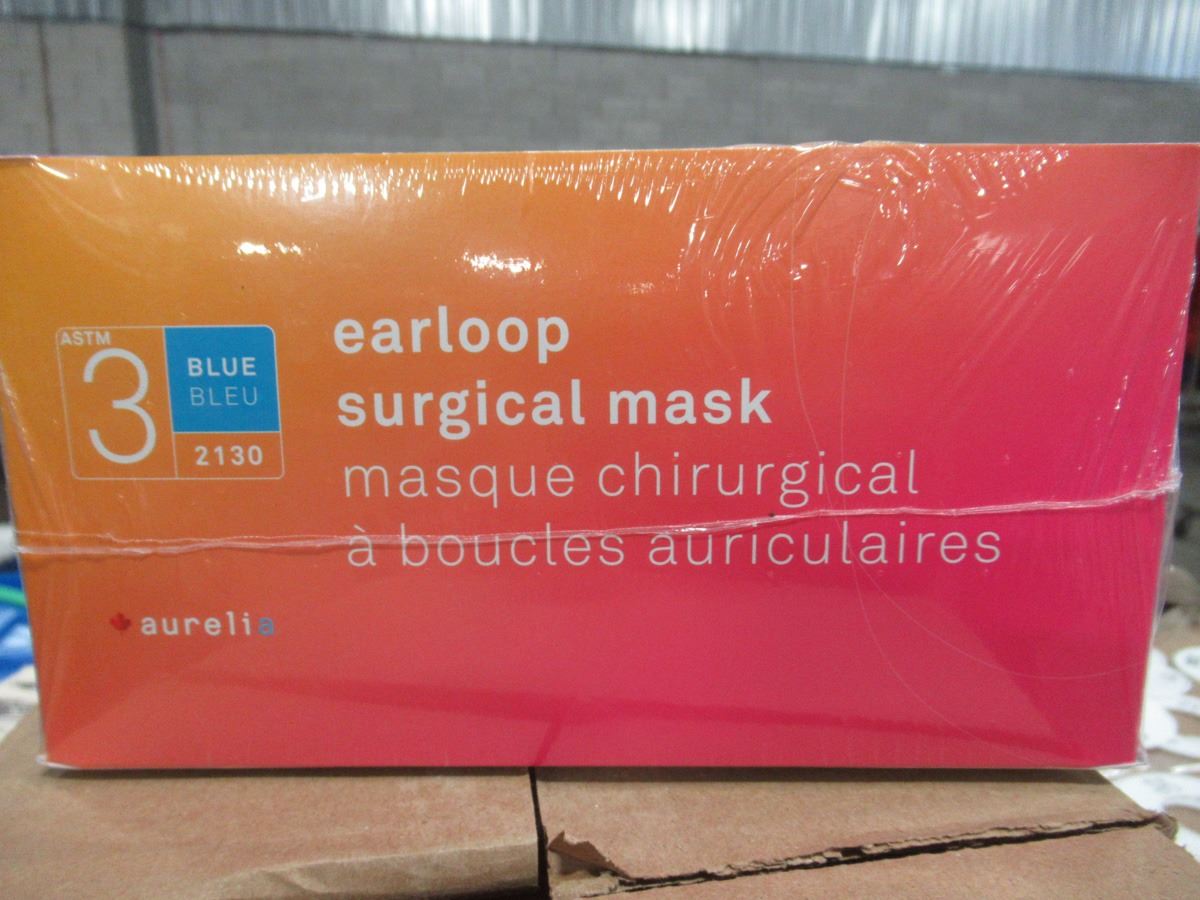 ASTM
3
BLUE
BLEU
2130
earloop
surgical mask
masque chirurgical
à boucles auriculaires
aurelia